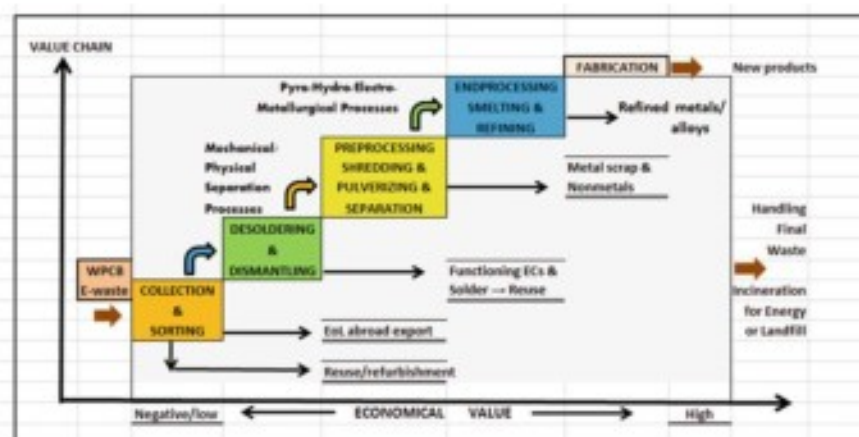 VALUE CHAIN
FABRICATION
New products
Pyro-Hydro-Electro-
Metallurgical Processes
ENDPROCESSING
SMELTING &
REFINING
Refined metals/
alloys
Mechanical-
Physical
Separation
Processes
PREPROCESSING
SHREDDING &
PULVERIZING &
SEPARATION
Metal scrap &
Nonmetals
DESOLDERING
&
DISMANTLING
Functioning ECs &
Solder → Reuse
Handling
Final
Waste
Incineration
for Energy
or Landfill
WPCB
E-waste
COLLECTION
&
SORTING
EoL abroad export
Reuse/refurbishment
Negative/low
ECONOMICAL VALUE
High